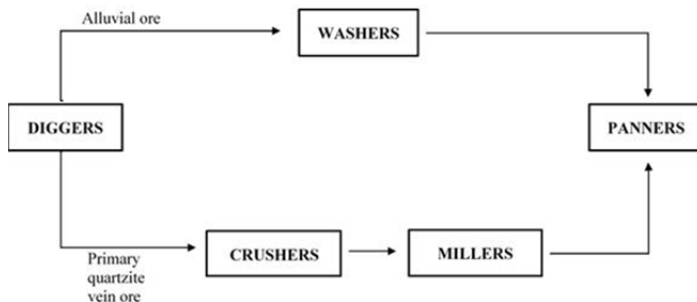 Alluvial ore
WASHERS
DIGGERS
PANNERS
CRUSHERS
MILLERS
Primary
quartzite
vein ore